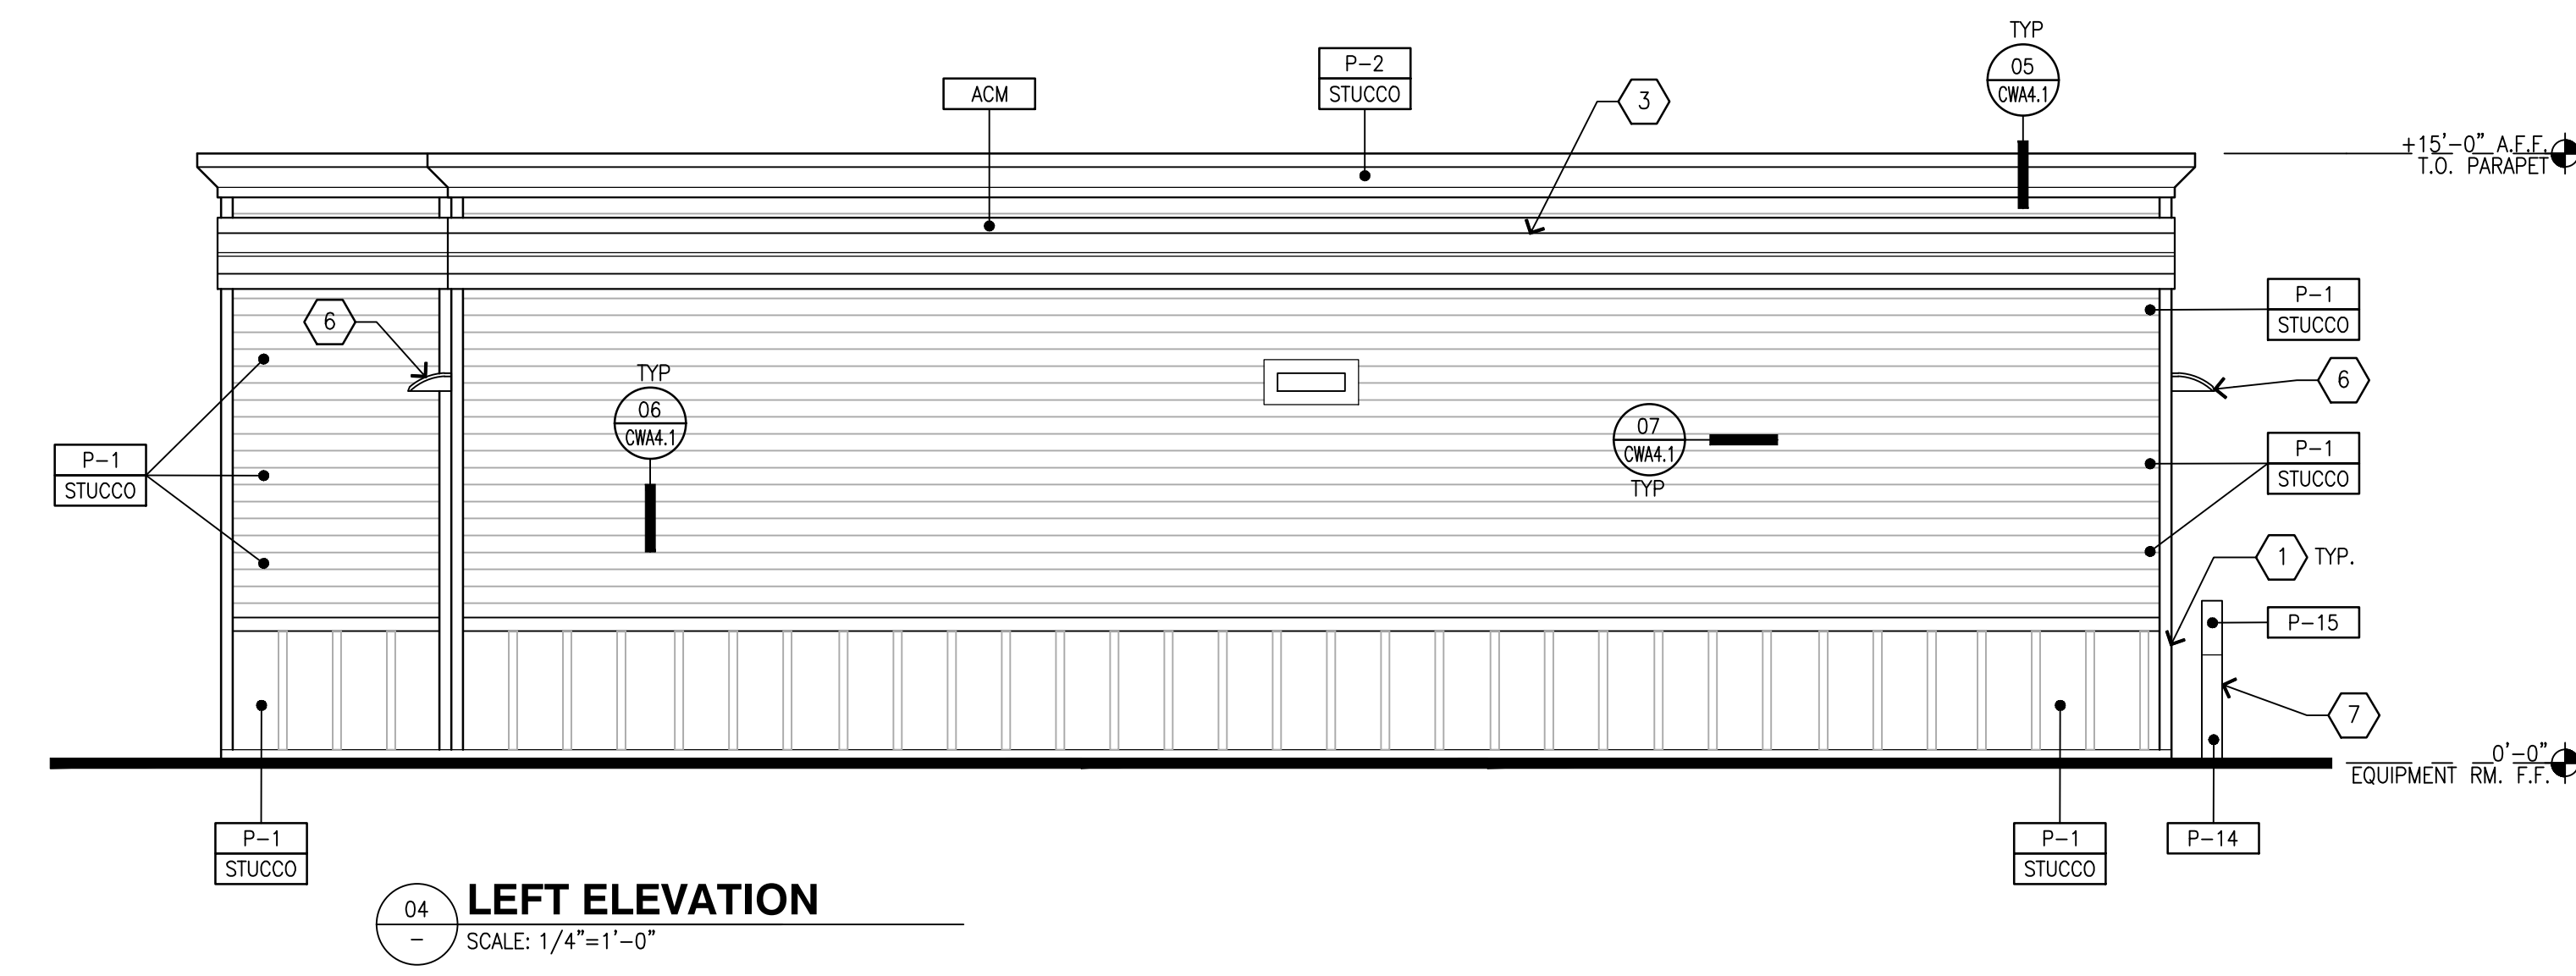 TYP
05
CWA4.1
P-2
STUCCO
ACM
3
+15'-0" A.F.F.
T.O. PARAPET
P-1
STUCCO
6
6
TYP
06
CWA4.1
07
CWA4.1
TYP
P-1
STUCCO
P-1
STUCCO
1 TYP.
P-15
7
0'-0"
EQUIPMENT RM. F.F.
P-1
STUCCO
P-1
STUCCO
P-14
04
-
LEFT ELEVATION
SCALE: 1/4"=1'-0"